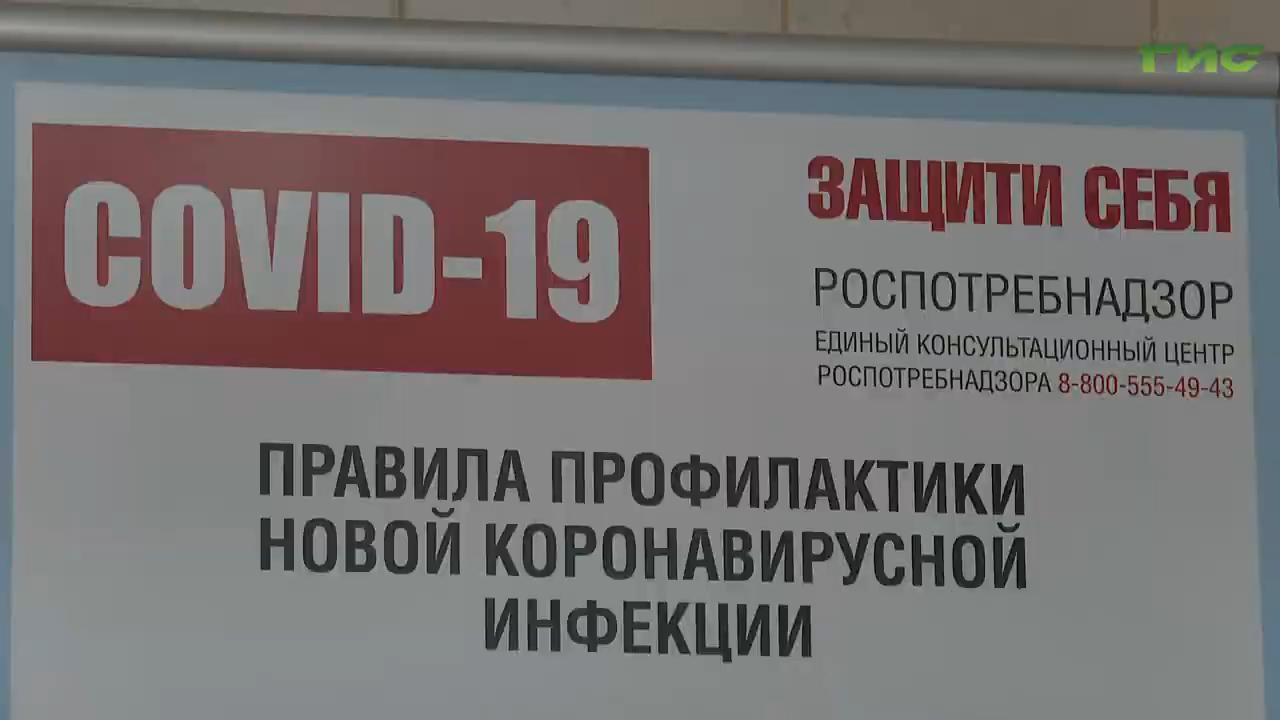 ГИС
COVID-19
ЗАЩИТИ СЕБЯ
РОСПОТРЕБНАДЗОР
ЕДИНЫЙ КОНСУЛЬТАЦИОННЫЙ ЦЕНТР
РОСПОТРЕБНАДЗОРА 8-800-555-49-43
ПРАВИЛА ПРОФИЛАКТИКИ
НОВОЙ КОРОНАВИРУСНОЙ
ИНФЕКЦИИ